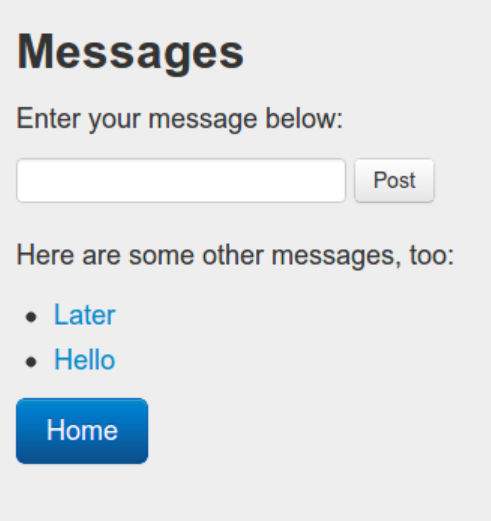 Messages
Enter your message below:
Post
Here are some other messages, too:
Later
Hello
Home